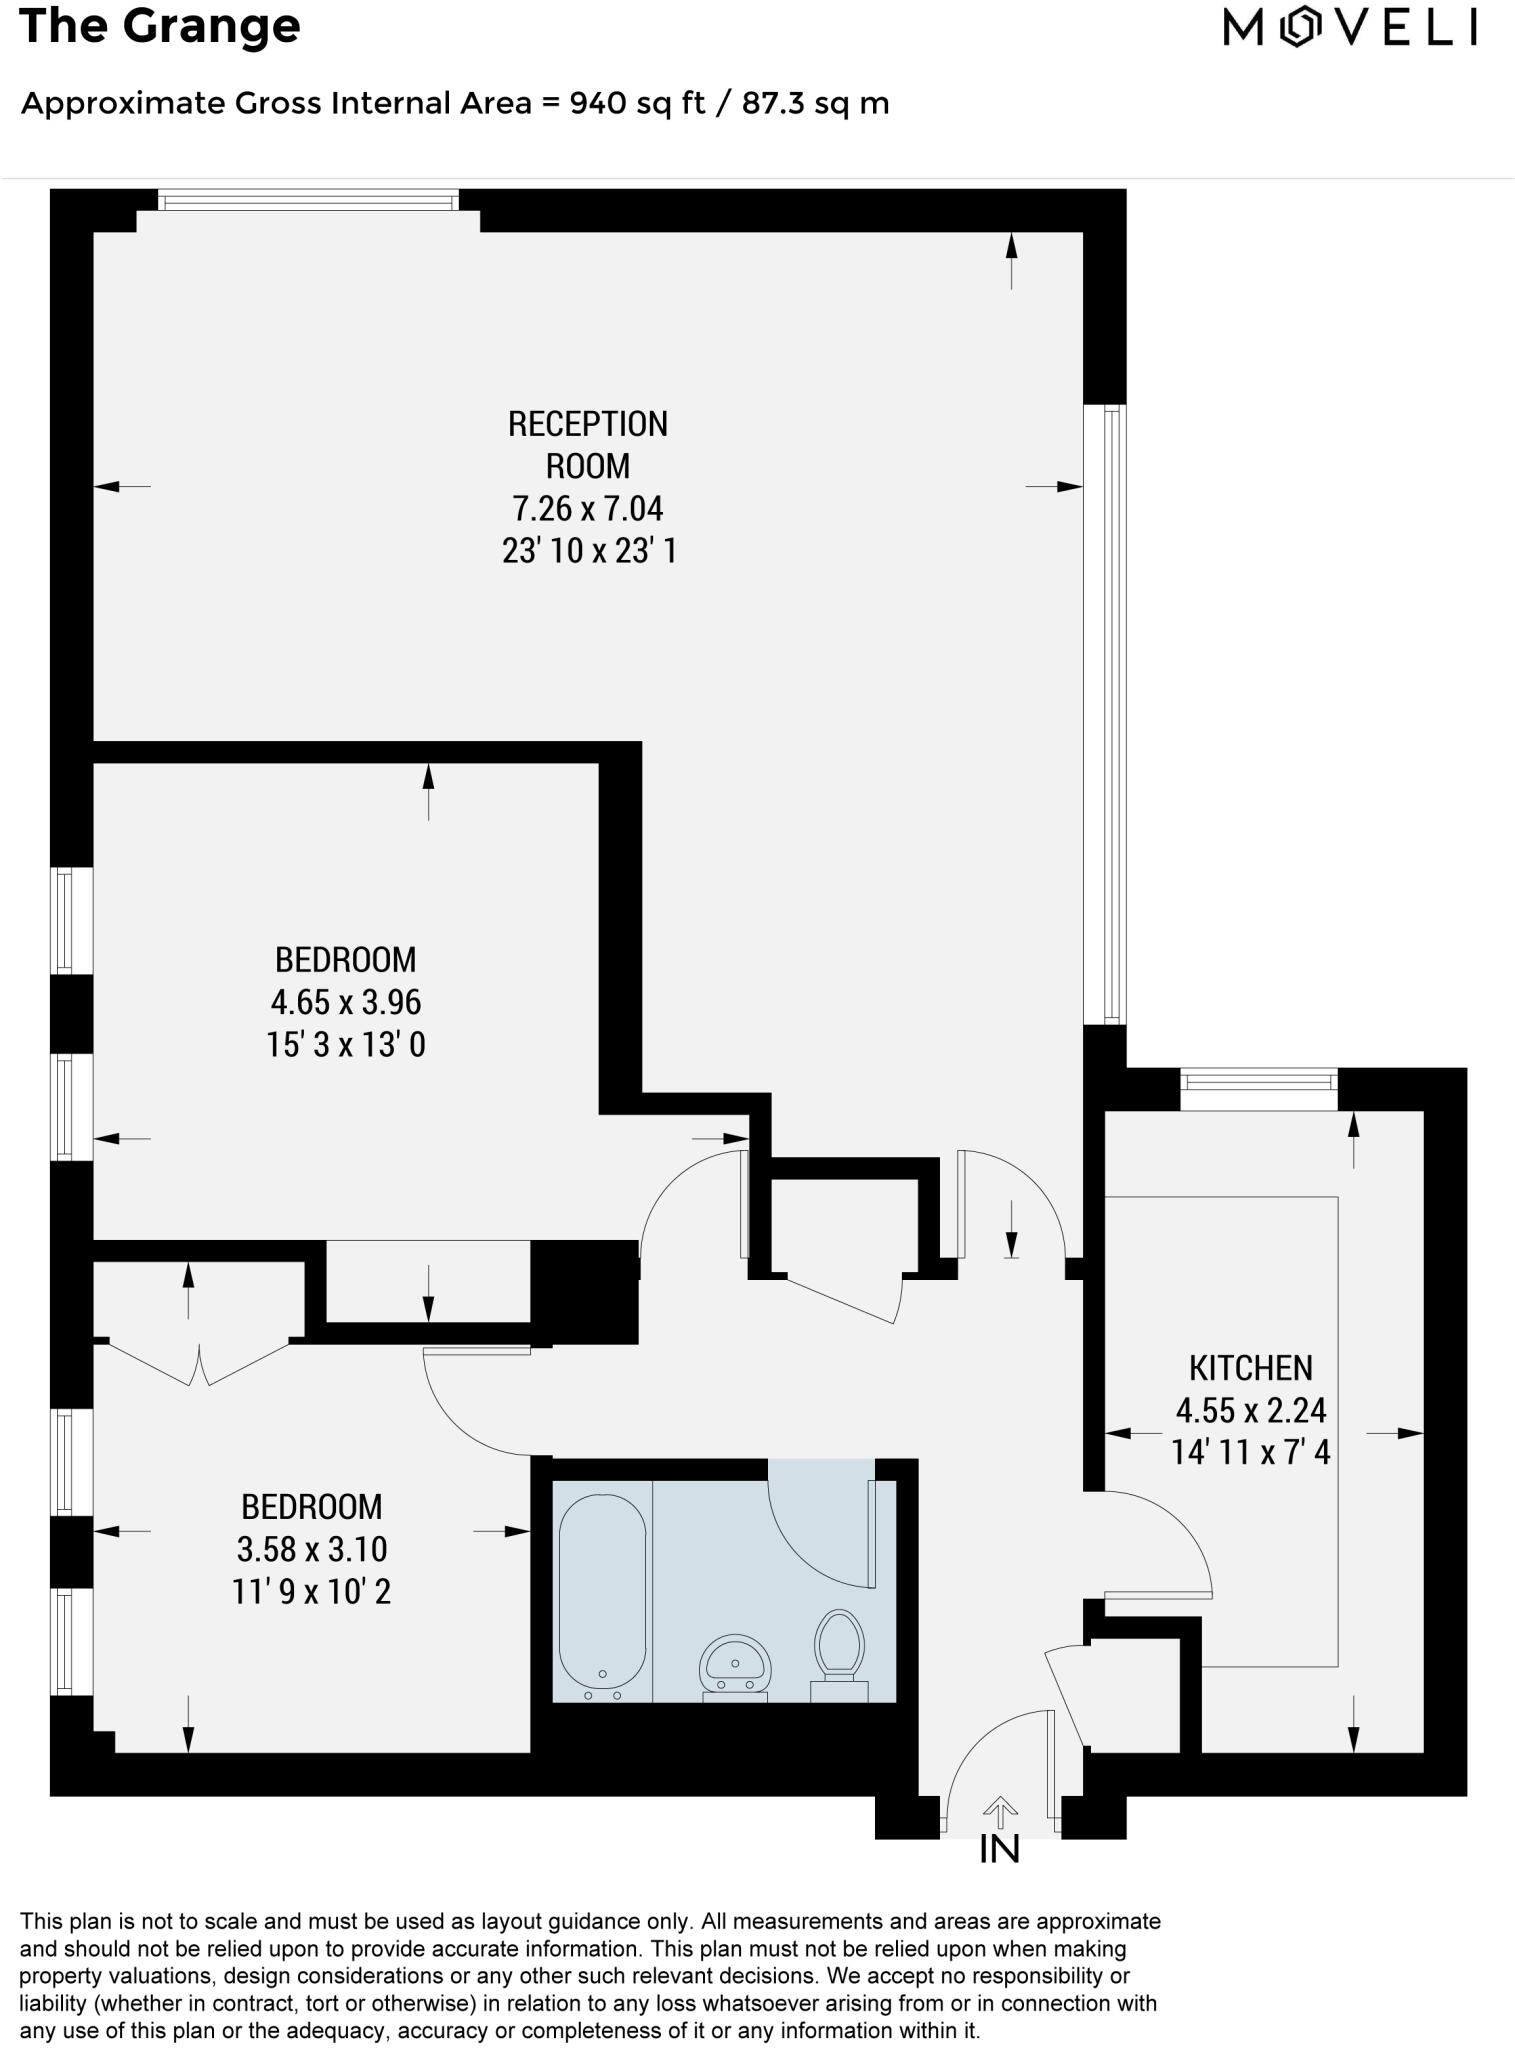 The Grange
MOVELI
Approximate Gross Internal Area = 940 sq ft / 87.3 sq m
RECEPTION
ROOM
7.26 x 7.04
23' 10 x 23' 1
BEDROOM
4.65 x 3.96
15' 3 x 13' 0
KITCHEN
4.55 x 2.24
14' 11 x 7' 4
BEDROOM
3.58 x 3.10
11' 9 x 10' 2
IN
This plan is not to scale and must be used as layout guidance only. All measurements and areas are approximate
and should not be relied upon to provide accurate information. This plan must not be relied upon when making
property valuations, design considerations or any other such relevant decisions. We accept no responsibility or
liability (whether in contract, tort or otherwise) in relation to any loss whatsoever arising from or in connection with
any use of this plan or the adequacy, accuracy or completeness of it or any information within it.